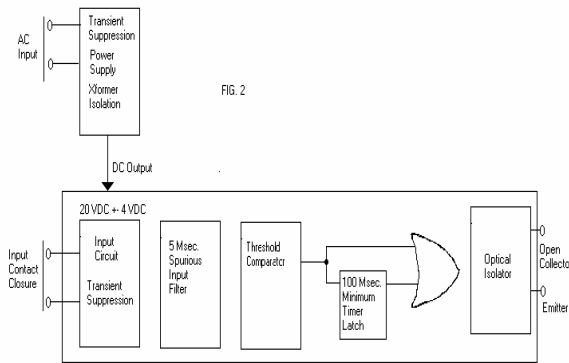 AC
Input
Transient
Suppression
Power
Supply
Xformer
Isolation
FIG. 2
DC Output
20 VDC +- 4 VDC
Input
Contact
Closure
Input
Circuit
Transient
Suppression
5 Msec.
Spurious
Input
Filter
Threshold
Comparator
100 Msec.
Minimum
Timer
Latch
Optical
Isolator
Open
Collecto
Emitter